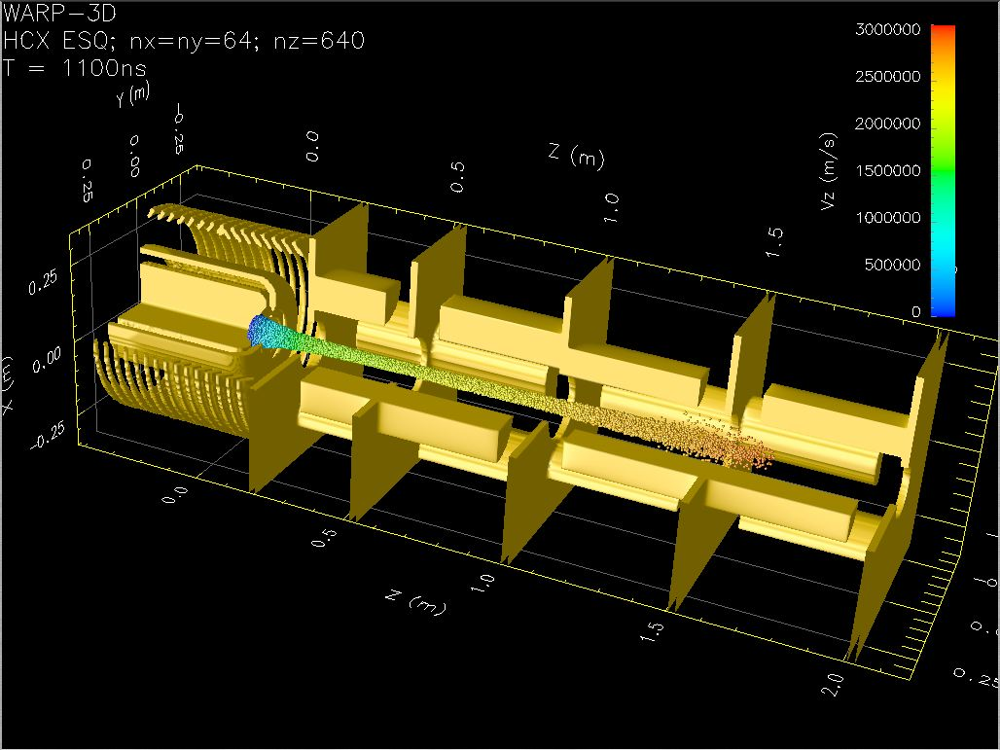 WARP-3D
HCX ESQ; nx=ny=64; nz=640
T = 1100ns
Y (m)
-0.25
0.00
0.25
0.0
0.5
Z (m)
1.0
1.5
Vz (m/s)
3000000
2500000
2000000
1500000
1000000
500000
0
0.25
0.00
-0.25
X (m)
0.0
0.5
Z (m)
1.0
1.5
2.0
0.25